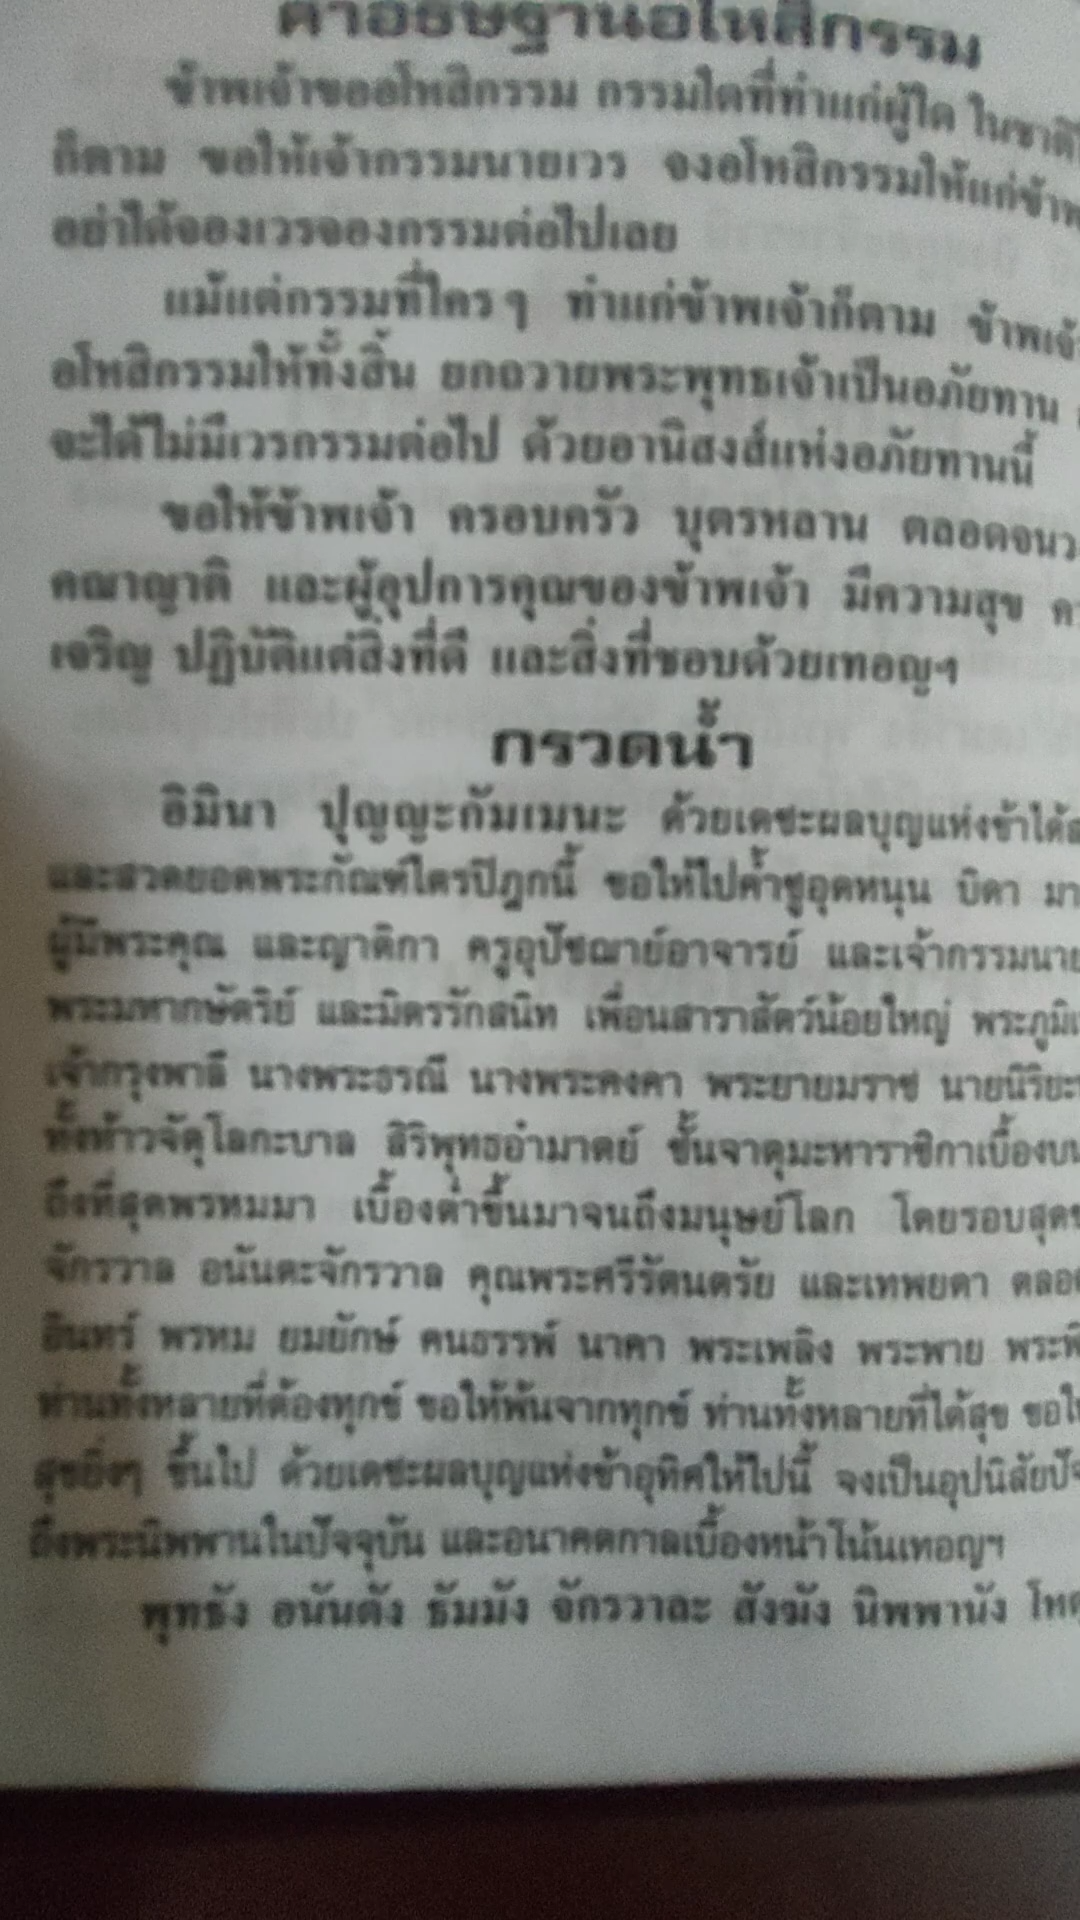 คำอธิษฐานอโหสิกรรม
ข้าพเจ้าขออโหสิกรรม กรรมใดที่ทำแก่ผู้ใด ในชาติ
ก็ตาม ขอให้เจ้ากรรมนายเวร จงอโหสิกรรมให้แก่
อย่าได้จองเวรจองกรรมต่อไปเลย
แม้แต่กรรมที่ใครๆ ทำแก่ข้าพเจ้าก็ตาม
อโหสิกรรมให้ทั้งสิ้น ยกถวายพระพุทธเจ้าเป็นอภัยทาน
จะได้ไม่มีเวรกรรมต่อไป ด้วยอานิสงส์แห่งอภัยทานนี้
ขอให้ข้าพเจ้า ครอบครัว บุตรหลาน ตลอดจน
คณาญาติ และผู้อุปการคุณของข้าพเจ้า มีความสุข
เจริญ ปฏิบัติแต่สิ่งที่ดี และสิ่งที่ชอบด้วยเทอญฯ
กรวดน้ำ
อิมินา ปุญญะกัมเมนะ ด้วยเดชะผลบุญแห่งข้าได้
และสวดยอดพระกัณฑ์ไตรปิฎกนี้ ขอให้ไปค้ำชูอุดหนุน บิดา มา
ผู้มีพระคุณ และญาติกา ครูอุปัชฌาย์อาจารย์ และเจ้ากรรมนาย
พระมหากษัตริย์ และมิตรรักสนิท เพื่อนสาราสัตว์น้อยใหญ่ พระภูมิ
เจ้ากรุงพาลี นางพระธรณี นางพระคงคา พระยายมราช นายนิริยะ
ทั้งท้าวจัตุโลกะบาล สิริพุทธอำมาตย์ ชั้นจาตุมะหาราชิกาเบื้องบน
ถึงที่สุดพรหมมา เบื้องต่ำขึ้นมาจนถึงมนุษย์โลก โดยรอบสุด
จักรวาล อนันตะจักรวาล คุณพระศรีรัตนตรัย และเทพยดา
อินทร์ พรหม ยมยักษ์ คนธรรพ์ นาคา พระเพลิง พระพาย
ท่านทั้งหลายที่ต้องทุกข์ ขอให้พ้นจากทุกข์ ท่านทั้งหลายที่ได้สุข
สุขยิ่งๆ ขึ้นไป ด้วยเดชะผลบุญแห่งข้าอุทิศให้ไปนี้ จงเป็นอุปนิสัย
ถึงพระนิพพานในปัจจุบัน และอนาคตกาลเบื้องหน้าโน้นเทอญฯ
พุทธัง อนันตัง ธัมมัง จักรวาละ สังฆัง นิพพานัง